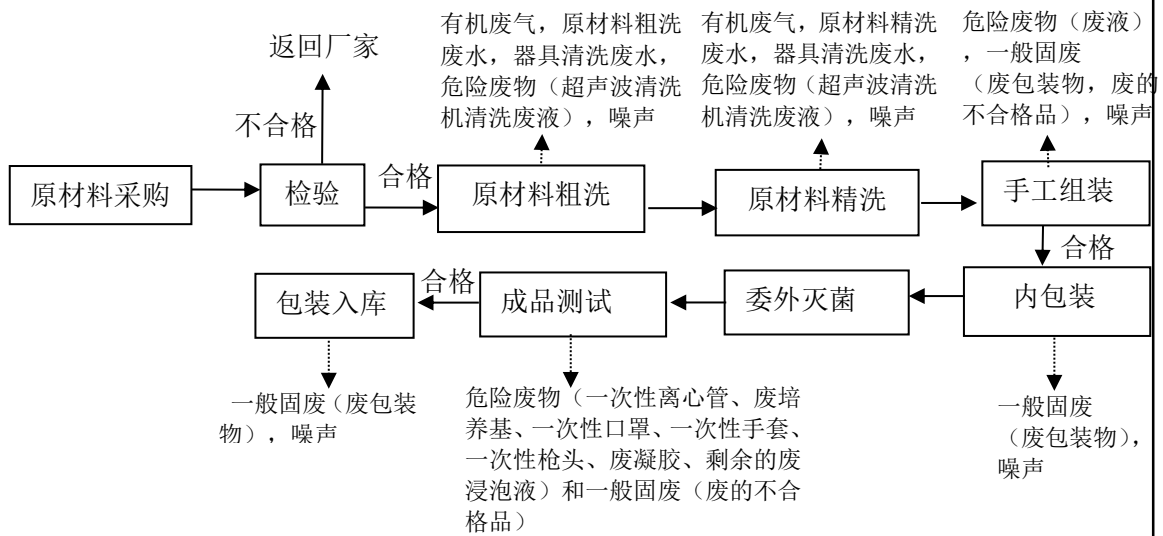 返回厂家
有机废气，原材料粗洗
废水，器具清洗废水，
危险废物（超声波清洗
机清洗废液），噪声
有机废气，原材料精洗
废水，器具清洗废水，
危险废物（超声波清洗
机清洗废液），噪声
危险废物（废液）
，一般固废
（废包装物，废的
不合格品），噪声
不合格
原材料采购
检验
合格
原材料粗洗
原材料精洗
手工组装
合格
包装入库
合格
成品测试
委外灭菌
内包装
一般固废（废包装
物），噪声
危险废物（一次性离心管、废培
养基、一次性口罩、一次性手套、
一次性枪头、废凝胶、剩余的废
浸泡液）和一般固废（废的不合
格品）
一般固废
（废包装物），
噪声